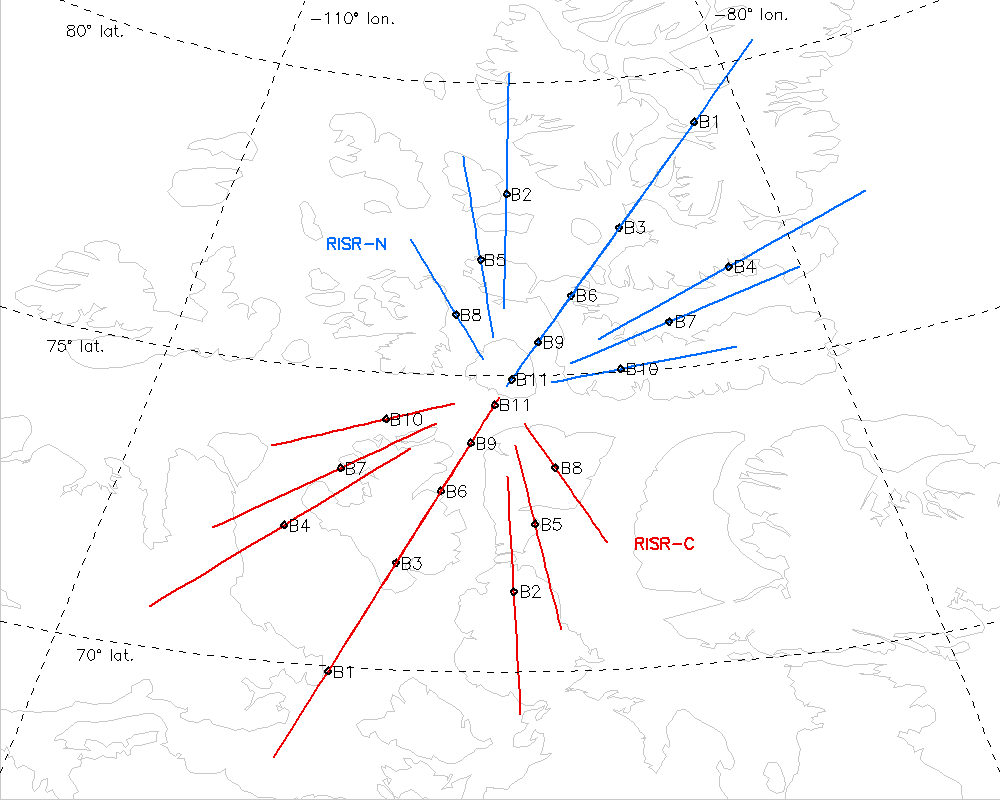 -110° lon.
-80° lon.
80° lat.
B1
B2
B3
RISR-N
B5
B4
B6
B8
B7
B9
75° lat.
B10
B11
B11
B10
B9
B7
B8
B6
B4
B5
RISR-C
B3
B2
70° lat.
B1